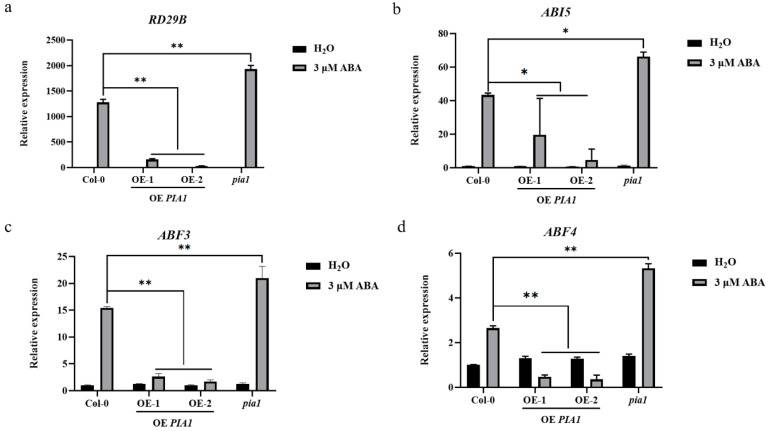 a
RD29B
Relative expression
2500
2000
1500
1000
500
0
**
**
H₂O
3 μM ABA
Col-0
OE-1
OE-2
pia1
OE PIA1
b
ABI5
Relative expression
80
60
40
20
0
*
*
H₂O
3 μM ABA
Col-0
OE-1
OE-2
pia1
OE PIA1
c
ABF3
Relative expression
25
20
15
10
5
0
**
**
H₂O
3 μM ABA
Col-0
OE-1
OE-2
pia1
OE PIA1
d
ABF4
Relative expression
6
4
2
0
**
**
H₂O
3 μM ABA
Col-0
OE-1
OE-2
pia1
OE PIA1